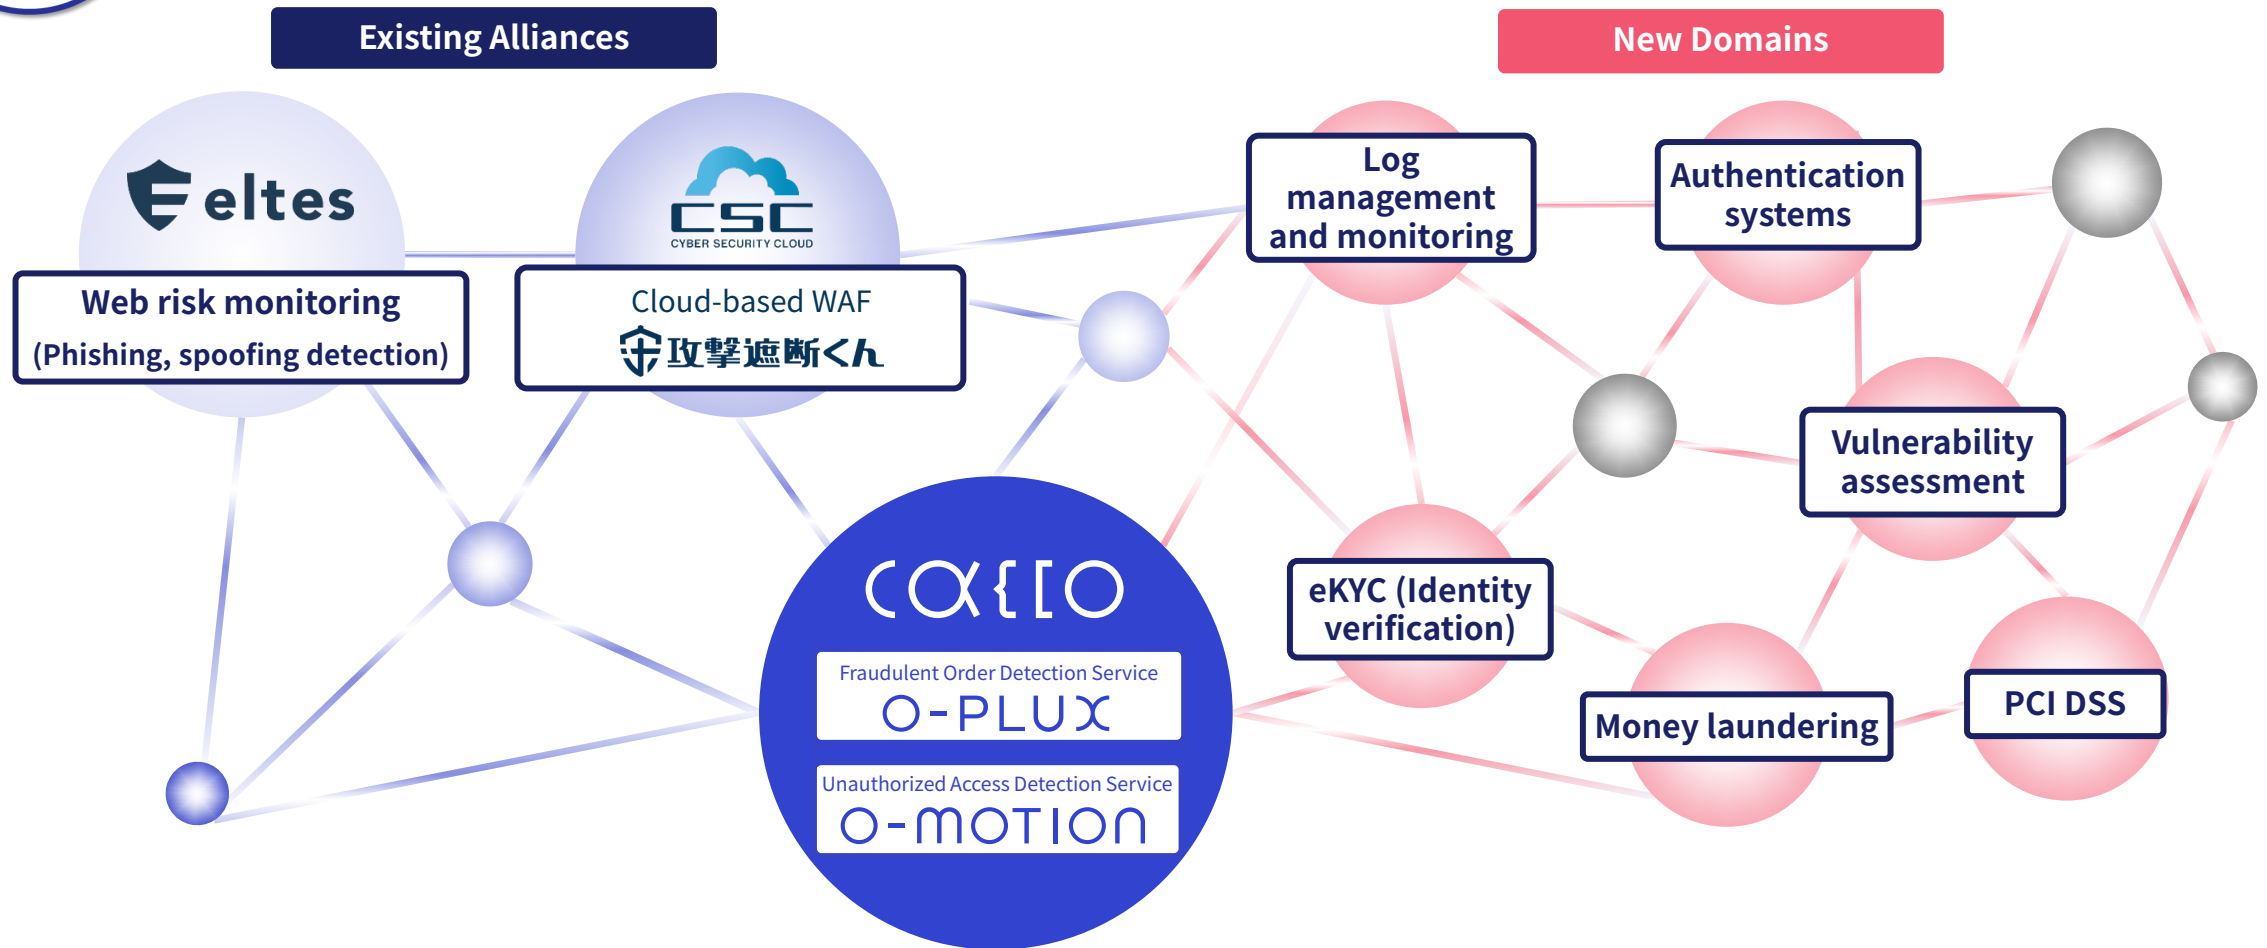 Existing Alliances
New Domains
eltes
Web risk monitoring
(Phishing, spoofing detection)
CSC
CYBER SECURITY CLOUD
Cloud-based WAF
攻撃遮断くん
Log
management
and monitoring
Authentication
systems
Vulnerability
assessment
eKYC (Identity
verification)
Money laundering
PCI DSS
cacco
Fraudulent Order Detection Service
O-PLUX
Unauthorized Access Detection Service
O-MOTION